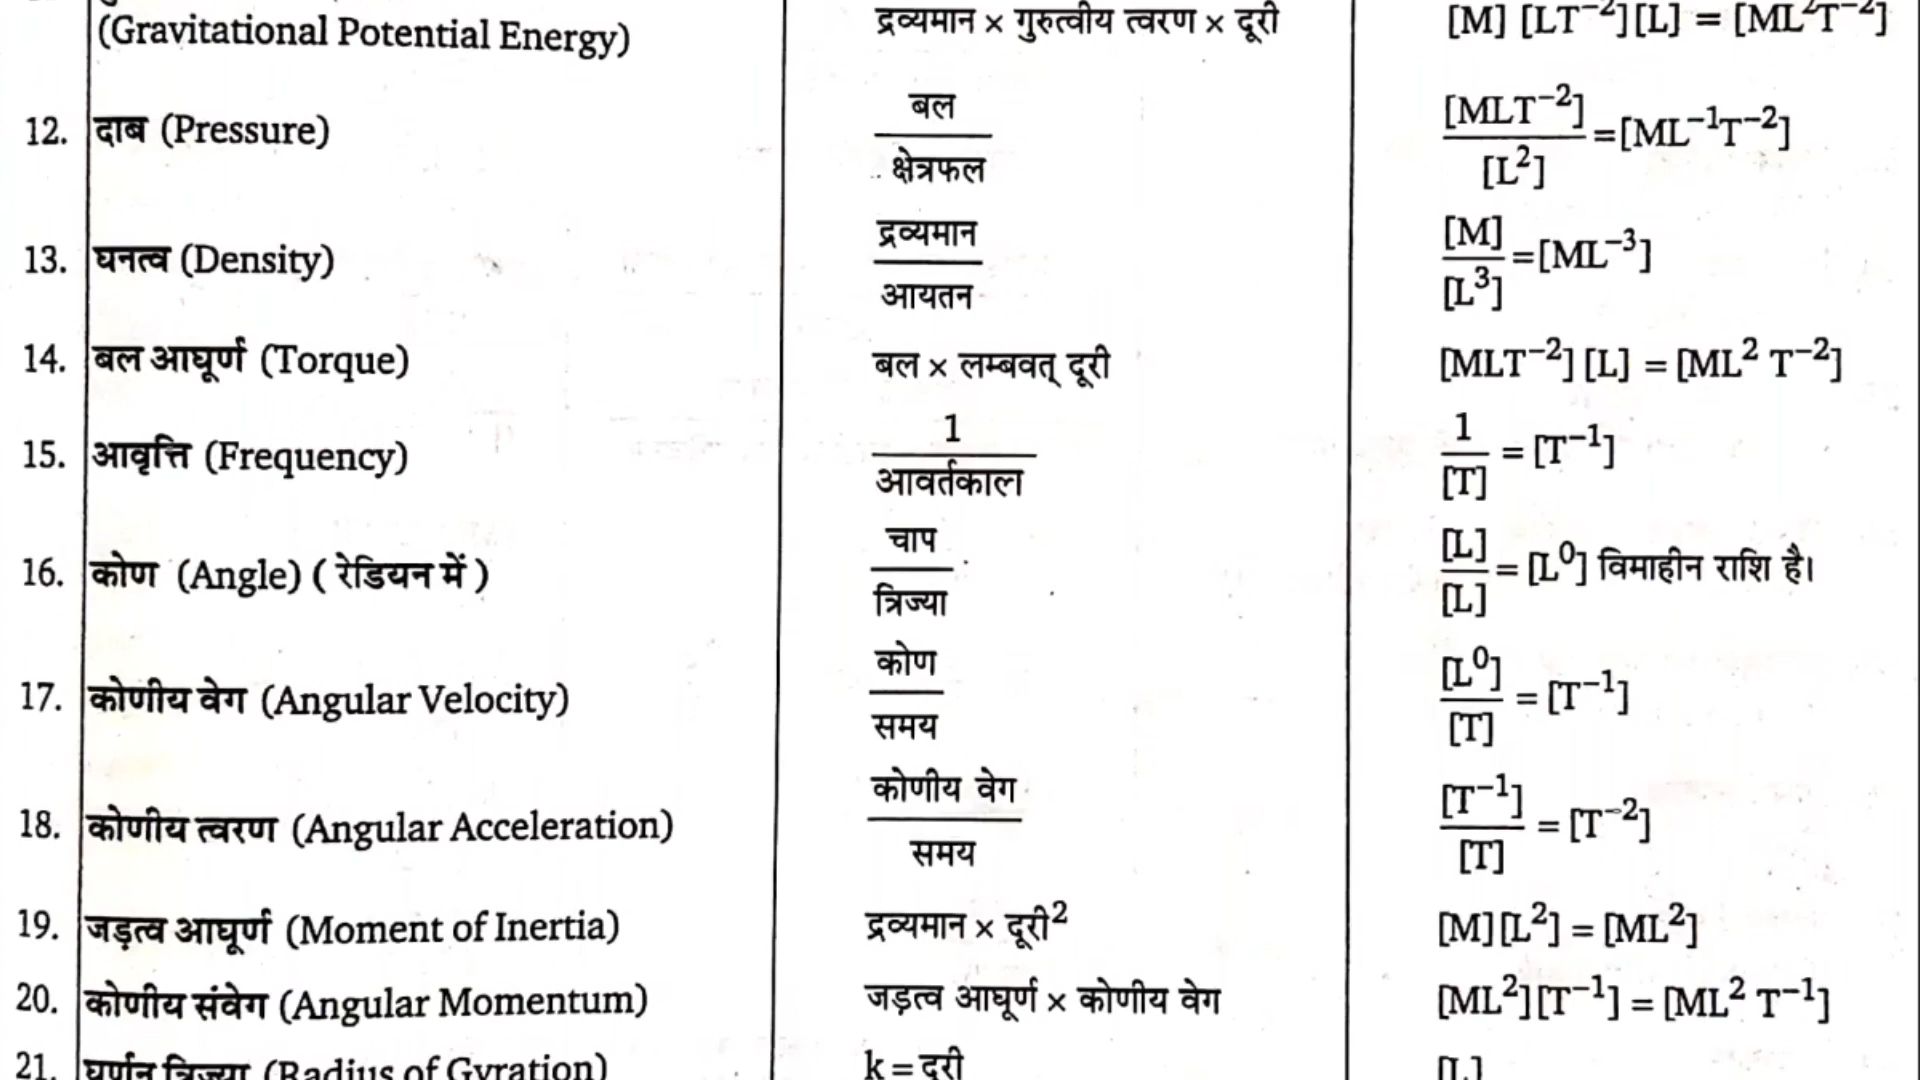 (Gravitational Potential Energy) द्रव्यमान × गुरुत्वीय त्वरण × दूरी [M] [LT⁻²][L] = [ML²T⁻²]
12. दाब (Pressure) बल / क्षेत्रफल [MLT⁻²] / [L²] =[ML⁻¹T⁻²]
13. घनत्व (Density) द्रव्यमान / आयतन [M] / [L³] =[ML⁻³]
14. बल आघूर्ण (Torque) बल × लम्बवत् दूरी [MLT⁻²] [L] = [ML² T⁻²]
15. आवृत्ति (Frequency) 1 / आवर्तकाल 1 / [T] = [T⁻¹]
16. कोण (Angle) ( रेडियन में ) चाप / त्रिज्या [L] / [L] = [L⁰] विमाहीन राशि है।
17. कोणीय वेग (Angular Velocity) कोण / समय [L⁰] / [T] = [T⁻¹]
18. कोणीय त्वरण (Angular Acceleration) कोणीय वेग / समय [T⁻¹] / [T] = [T⁻²]
19. जड़त्व आघूर्ण (Moment of Inertia) द्रव्यमान × दूरी² [M][L²] = [ML²]
20. कोणीय संवेग (Angular Momentum) जड़त्व आघूर्ण × कोणीय वेग [ML²][T⁻¹] = [ML² T⁻¹]
21. घूर्णन त्रिज्या (Radius of Gyration) k = दूरी [L]